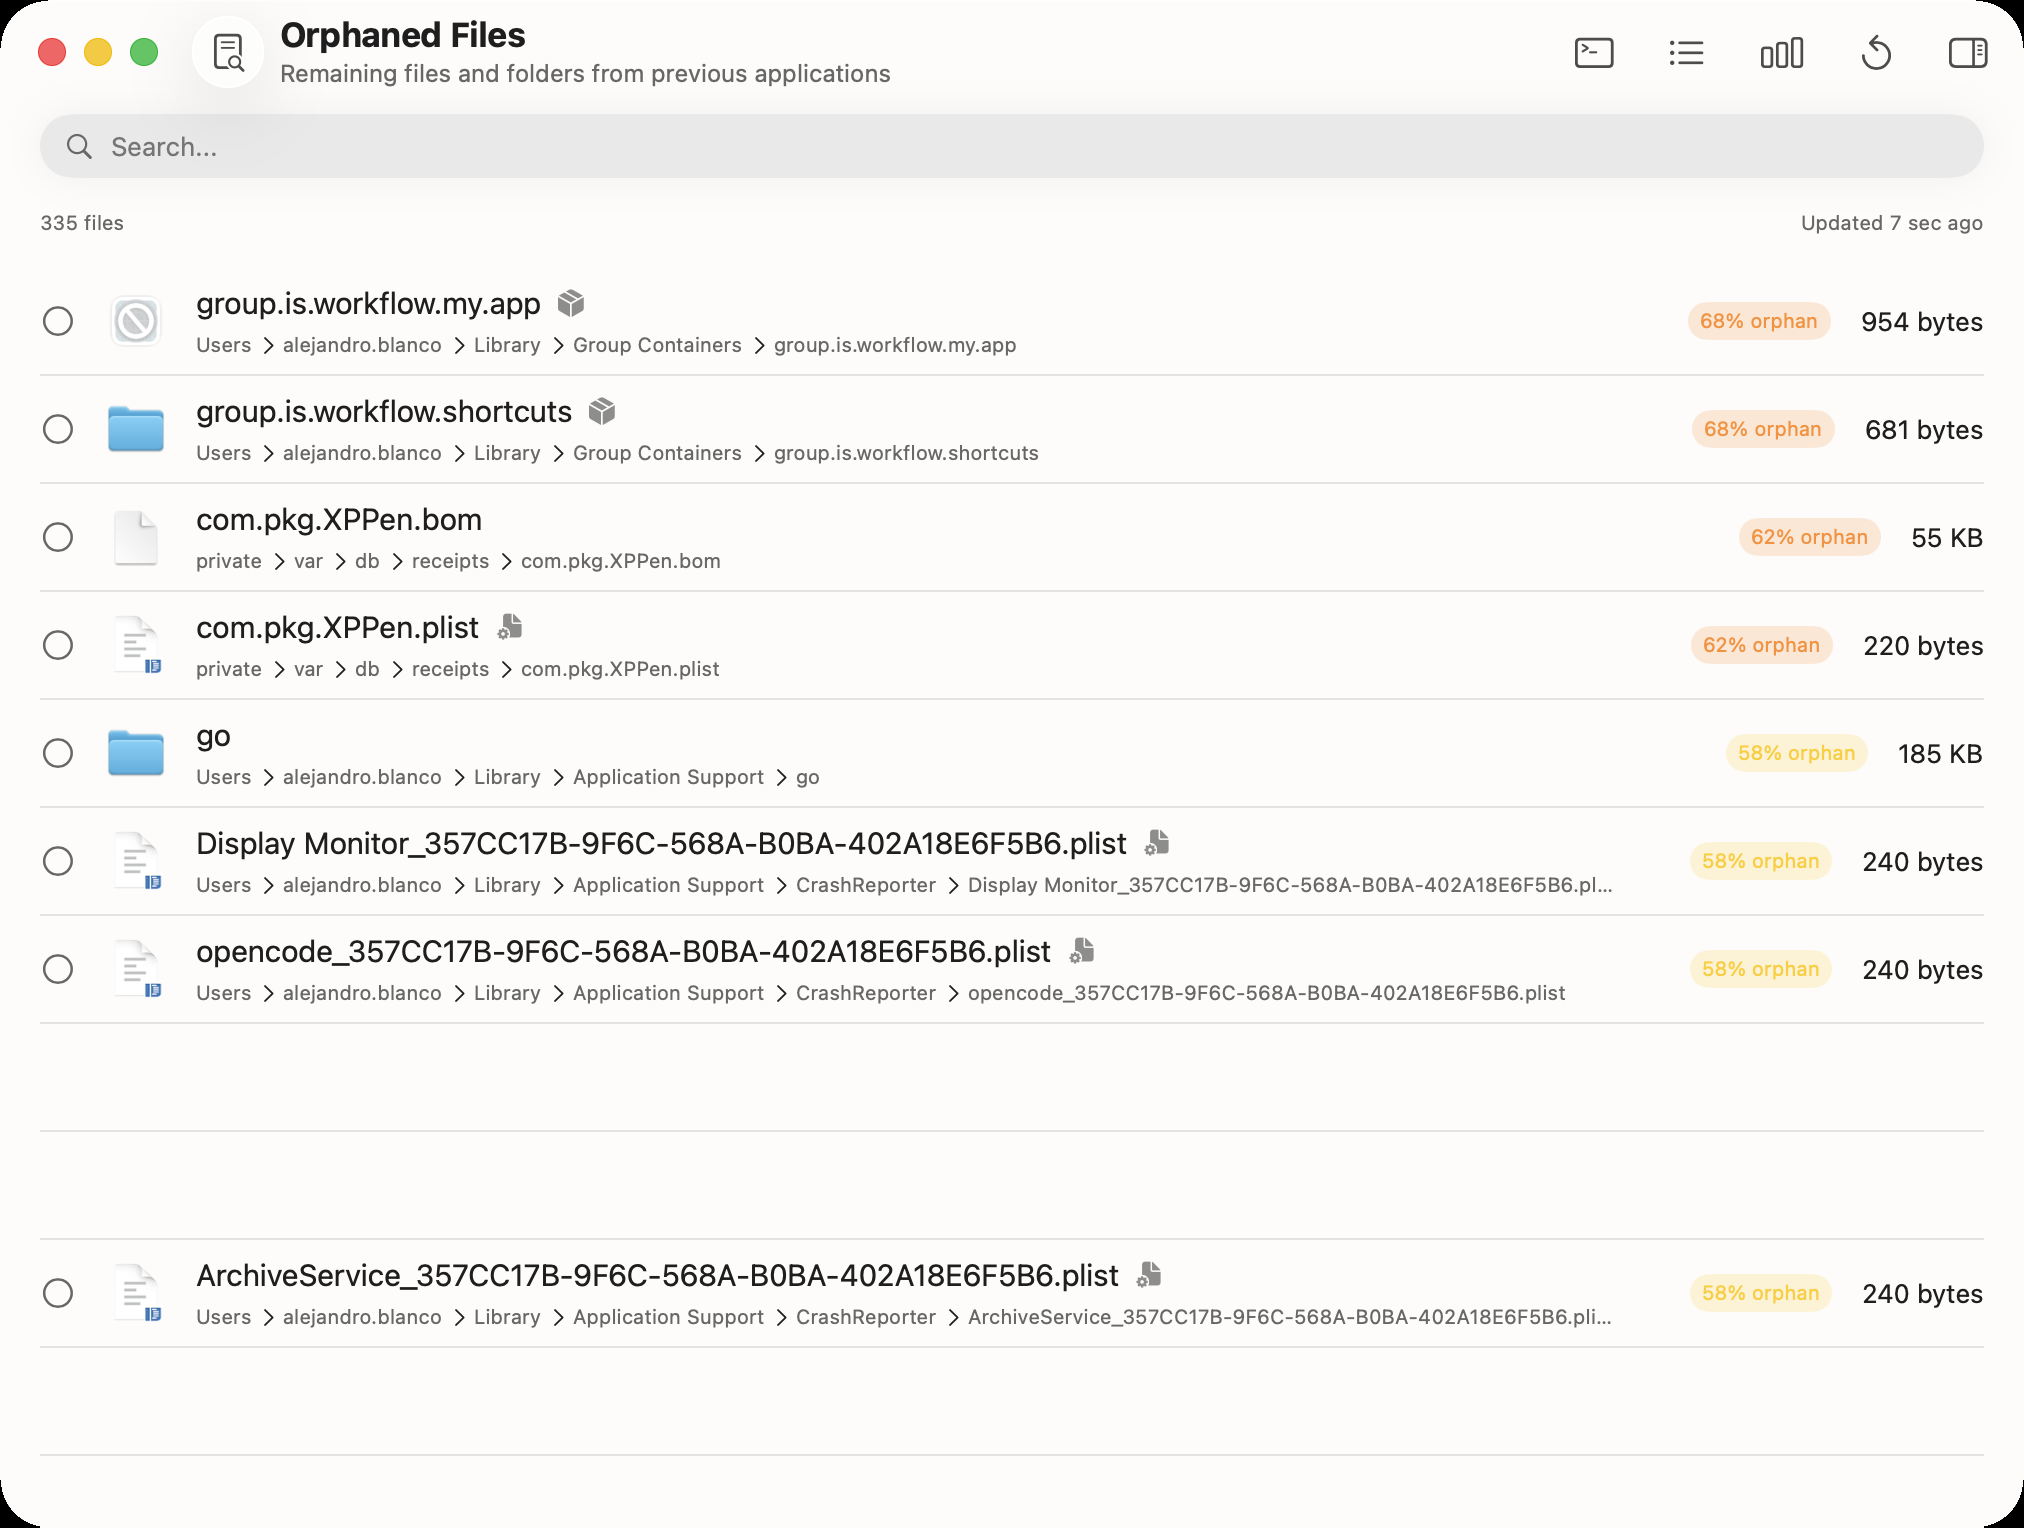 Orphaned Files
Remaining files and folders from previous applications
Search...
335 files
Updated 7 sec ago
group.is.workflow.my.app
68% orphan
954 bytes
Users > alejandro.blanco > Library > Group Containers > group.is.workflow.my.app
group.is.workflow.shortcuts
68% orphan
681 bytes
Users > alejandro.blanco > Library > Group Containers > group.is.workflow.shortcuts
com.pkg.XPPen.bom
62% orphan
55 KB
private > var > db > receipts > com.pkg.XPPen.bom
com.pkg.XPPen.plist
62% orphan
220 bytes
private > var > db > receipts > com.pkg.XPPen.plist
go
58% orphan
185 KB
Users > alejandro.blanco > Library > Application Support > go
Display Monitor_357CC17B-9F6C-568A-B0BA-402A18E6F5B6.plist
58% orphan
240 bytes
Users > alejandro.blanco > Library > Application Support > CrashReporter > Display Monitor_357CC17B-9F6C-568A-B0BA-402A18E6F5B6.pl...
opencode_357CC17B-9F6C-568A-B0BA-402A18E6F5B6.plist
58% orphan
240 bytes
Users > alejandro.blanco > Library > Application Support > CrashReporter > opencode_357CC17B-9F6C-568A-B0BA-402A18E6F5B6.plist
ArchiveService_357CC17B-9F6C-568A-B0BA-402A18E6F5B6.plist
58% orphan
240 bytes
Users > alejandro.blanco > Library > Application Support > CrashReporter > ArchiveService_357CC17B-9F6C-568A-B0BA-402A18E6F5B6.pli...